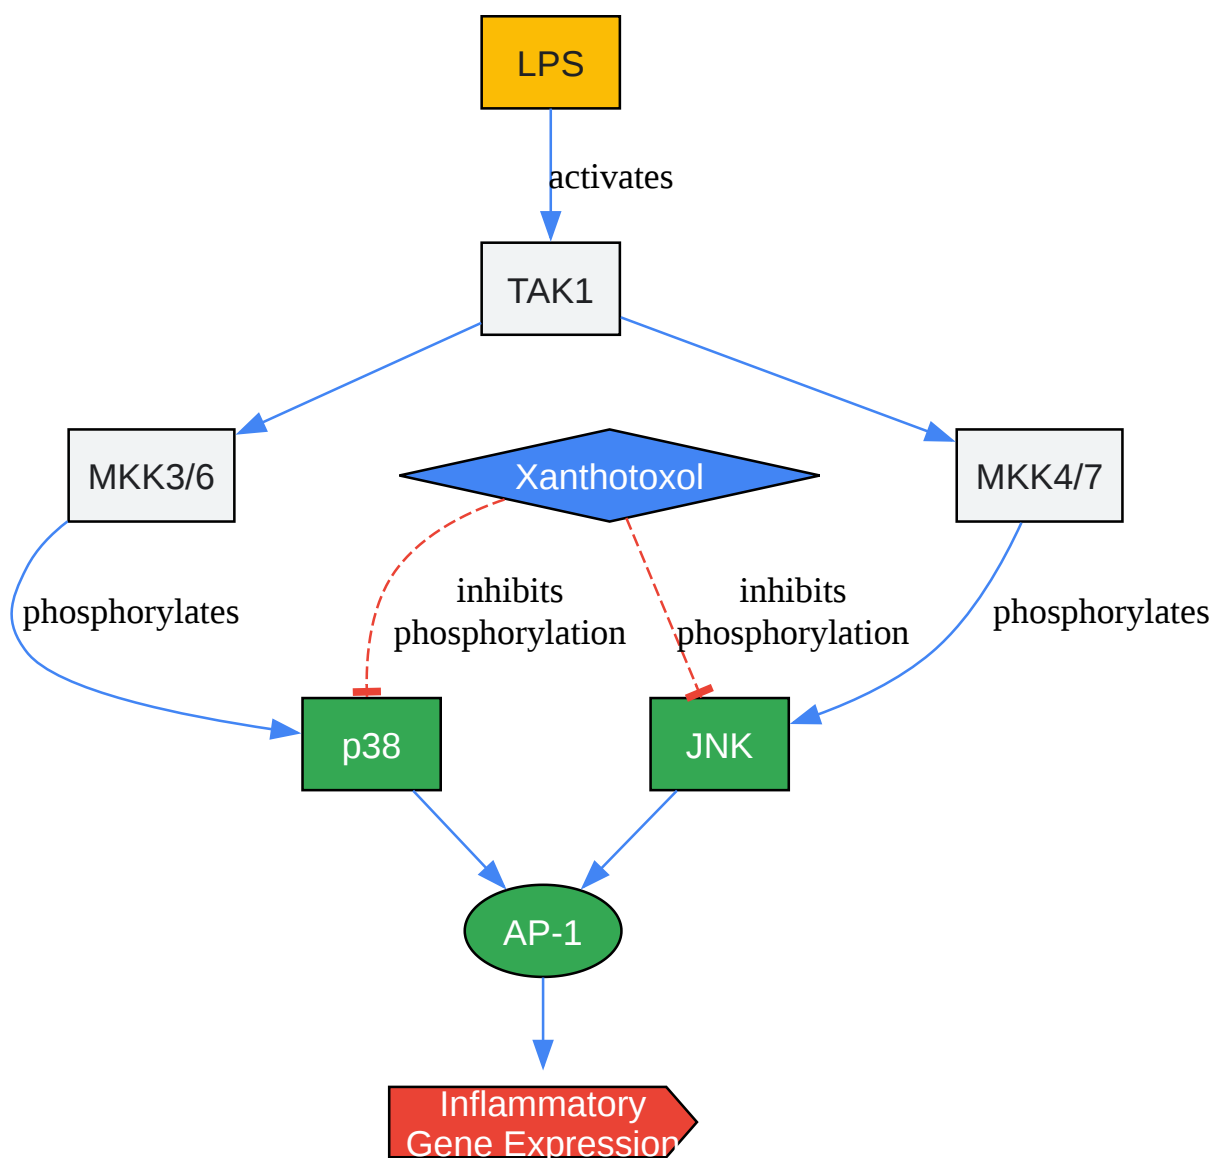 LPS
activates
TAK1
MKK3/6
Xanthotoxol
MKK4/7
inhibits
phosphorylation
inhibits
phosphorylation
phosphorylates
phosphorylates
p38
JNK
AP-1
Inflammatory
Gene Expression